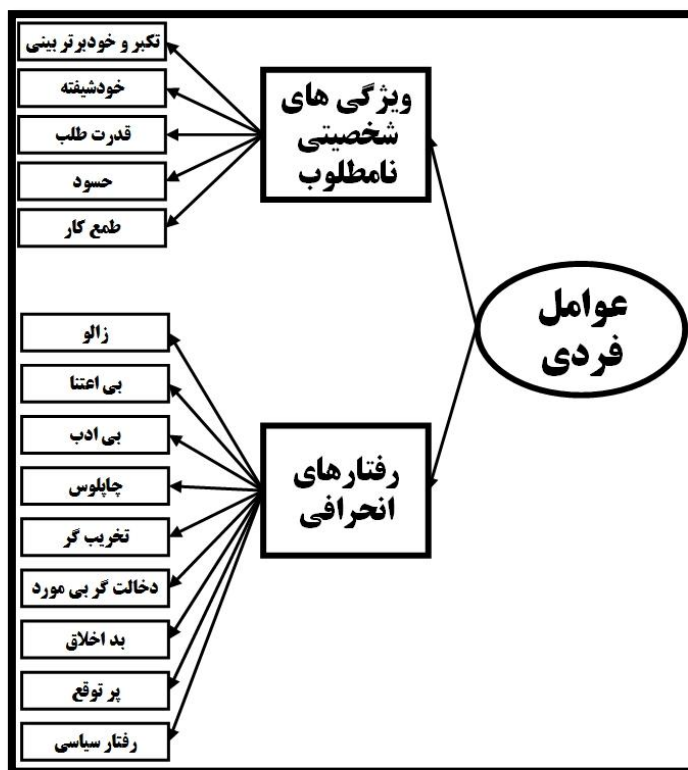 عوامل
فردی
ویژگی های
شخصیتی
نامطلوب
تکبر و خودبرتر بینی
خودشیفته
قدرت طلب
حسود
طمع کار
رفتارهای
انحرافی
زالو
بی اعتنا
بی ادب
چاپلوس
تخریب گر
دخالت گر بی مورد
بد اخلاق
پر توقع
رفتار سیاسی